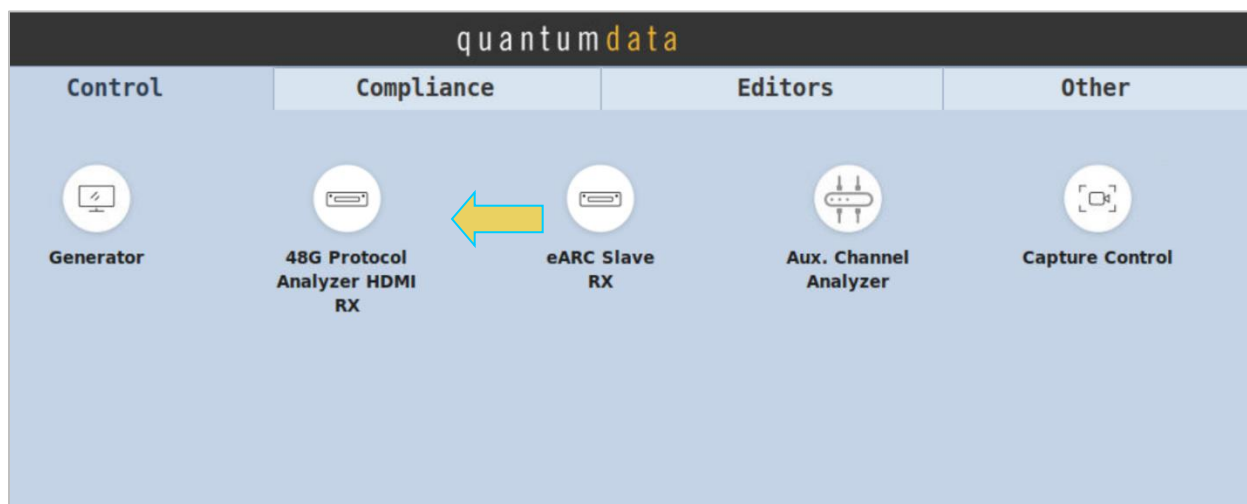 quantumdata
Control
Compliance
Editors
Other
Generator
48G Protocol
Analyzer HDMI
RX
eARC Slave
RX
Aux. Channel
Analyzer
Capture Control